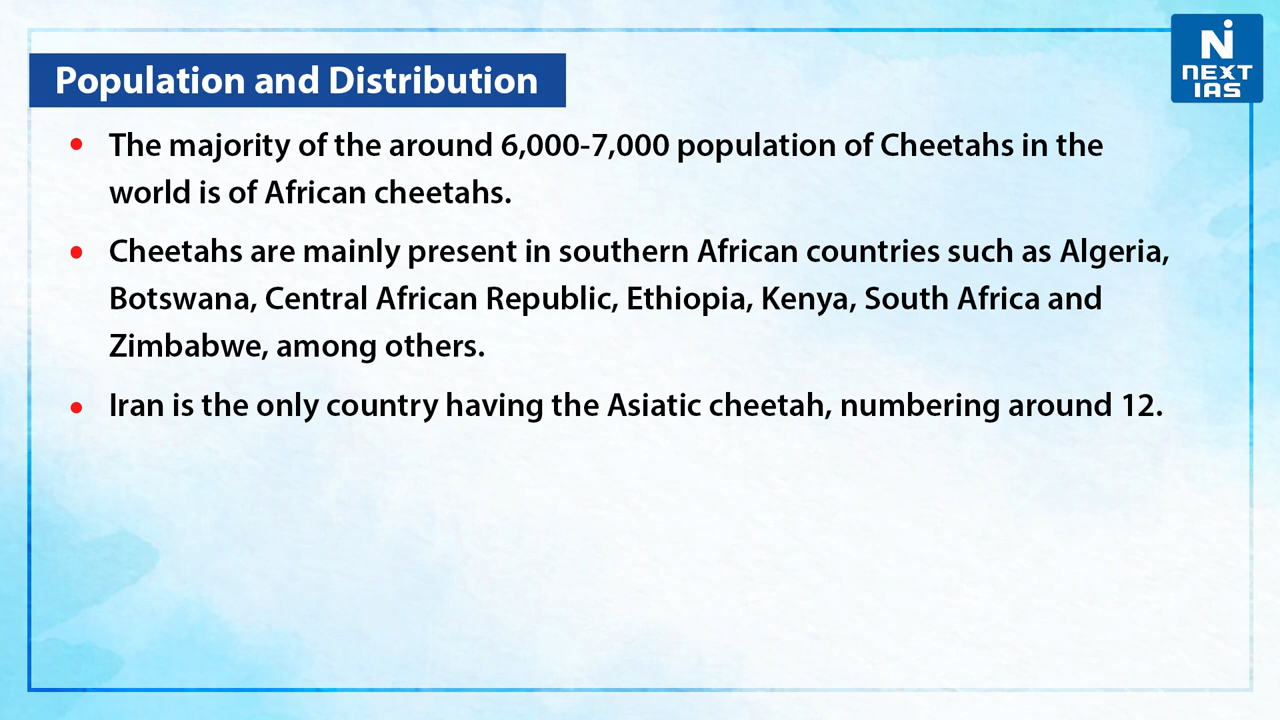 NEXT
IAS
Population and Distribution
• The majority of the around 6,000-7,000 population of Cheetahs in the
world is of African cheetahs.
• Cheetahs are mainly present in southern African countries such as Algeria,
Botswana, Central African Republic, Ethiopia, Kenya, South Africa and
Zimbabwe, among others.
• Iran is the only country having the Asiatic cheetah, numbering around 12.